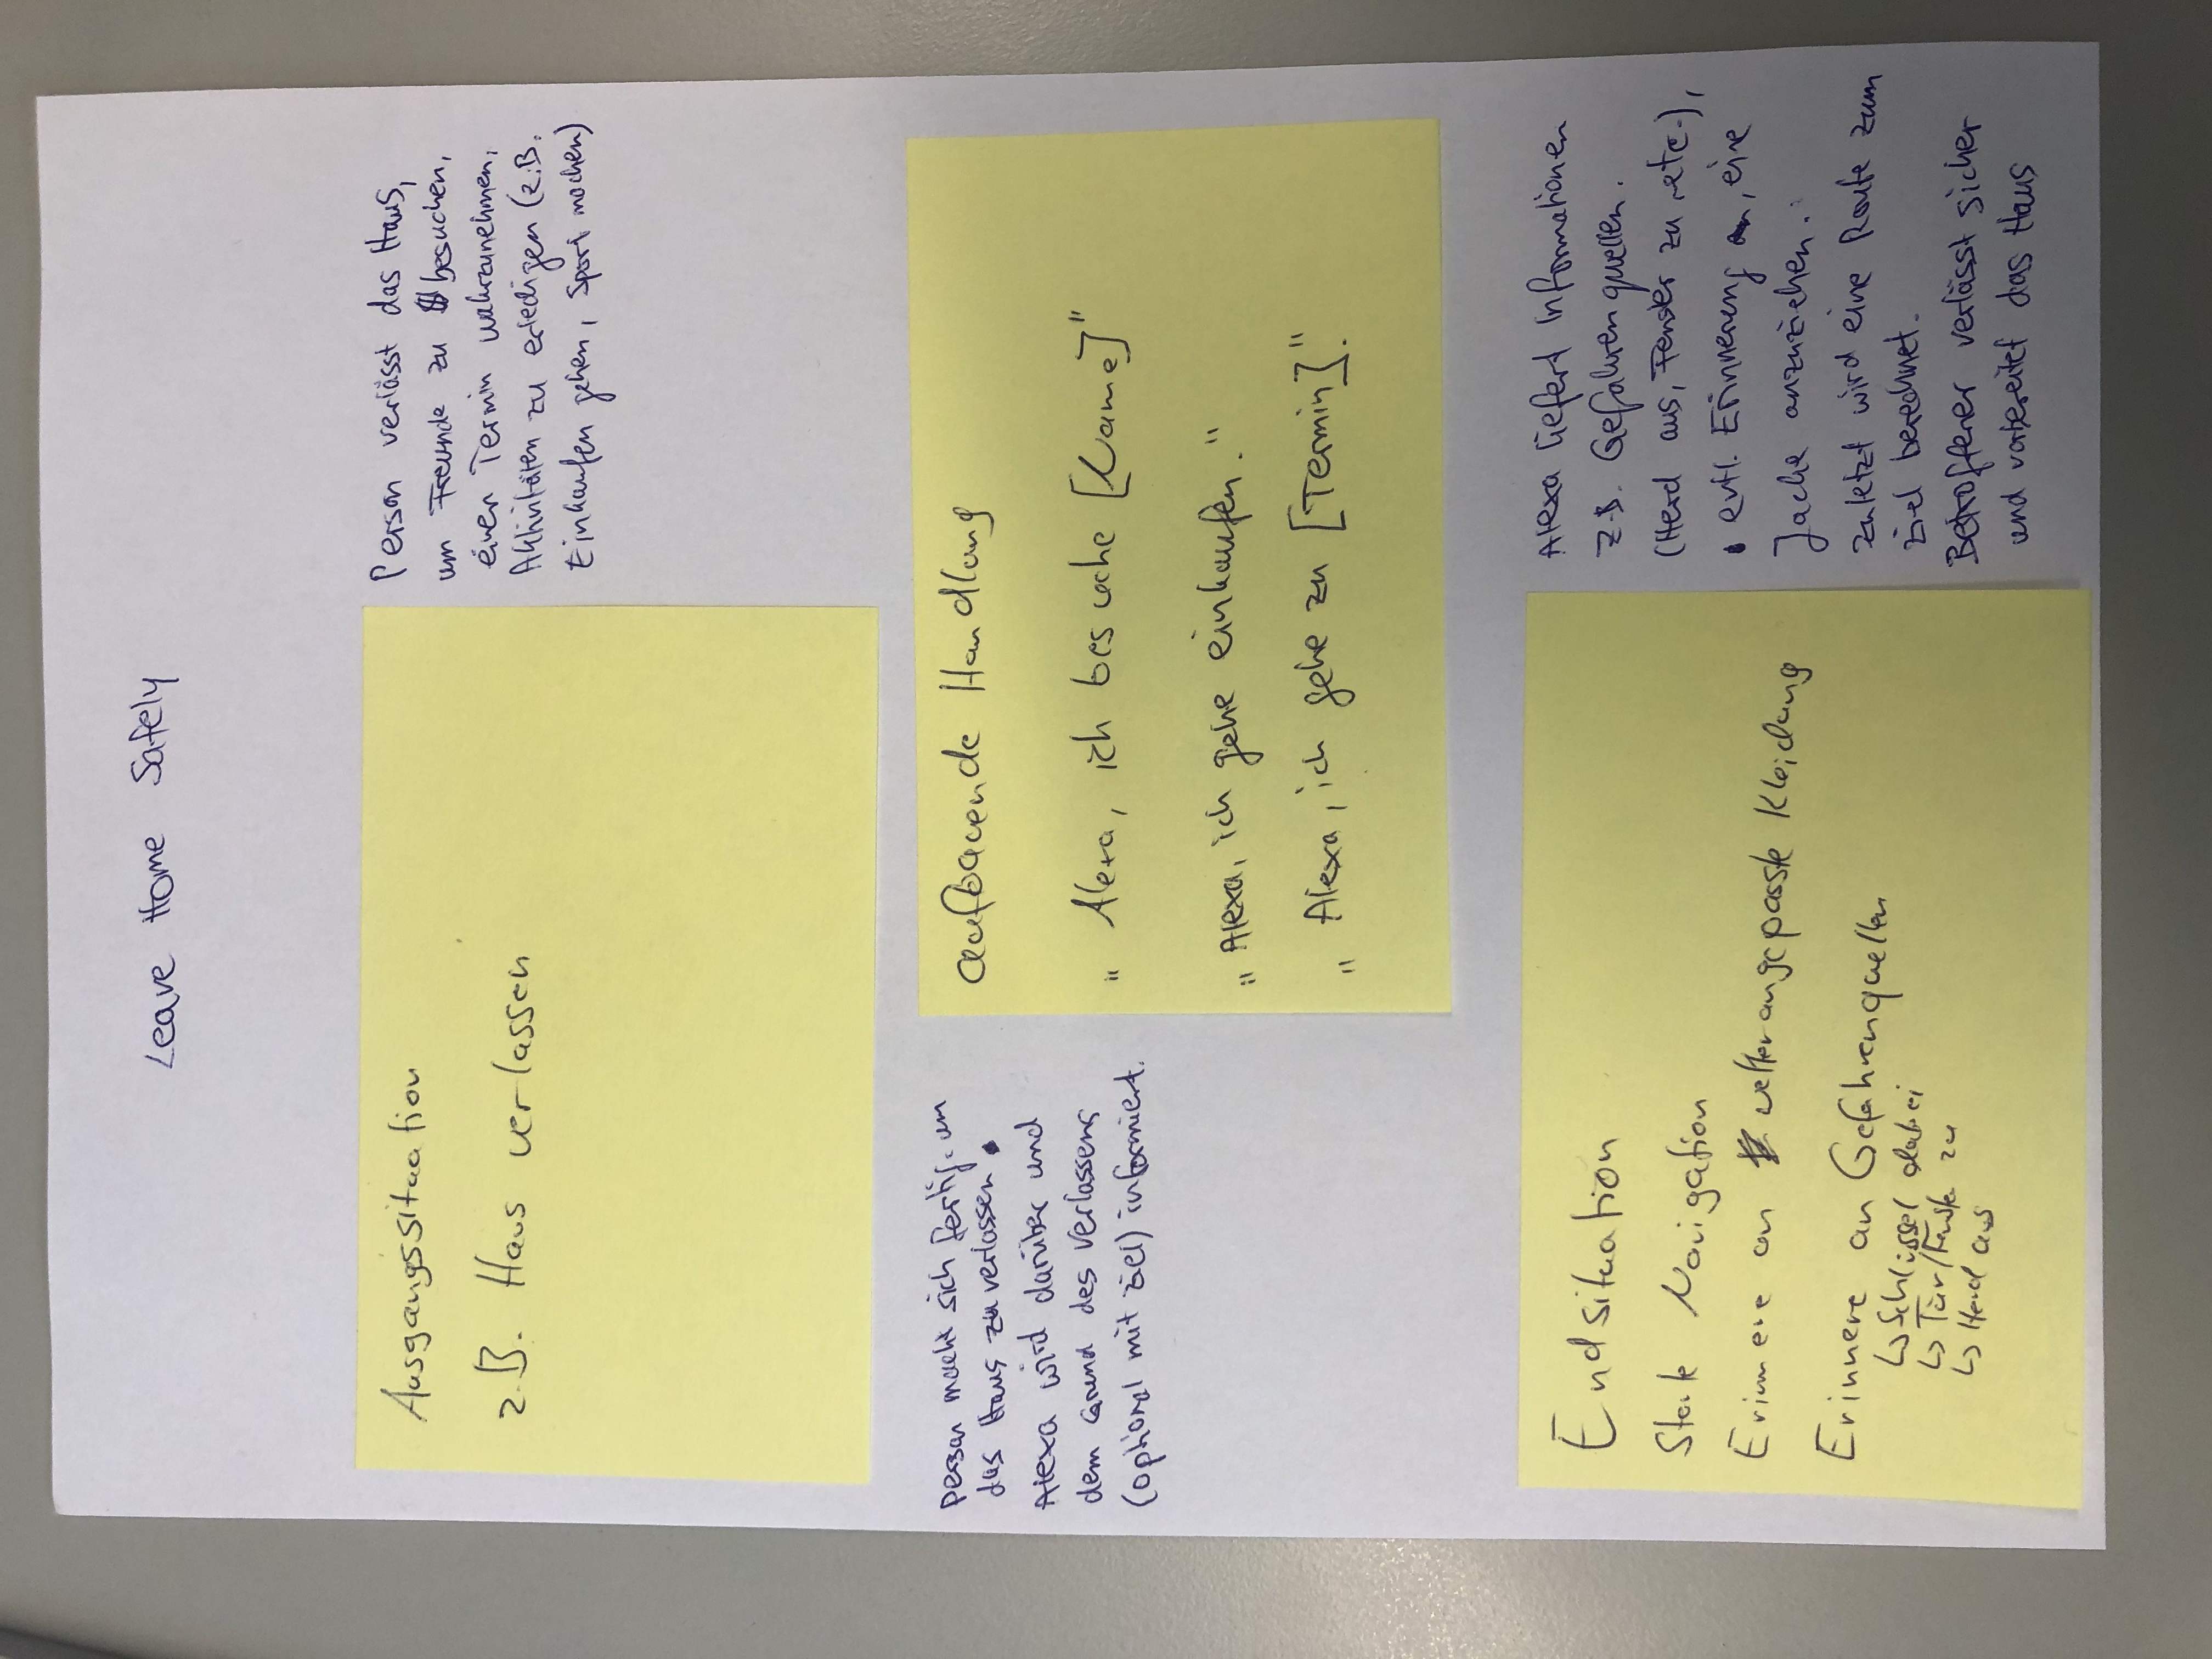 Leave Home Safely
Ausgangssituation
z.B. Haus verlassen
Person verlässt das Haus,
um Freunde zu besuchen,
einen Termin wahrzunehmen,
Aktivitäten zu erledigen (z.B.
Einkaufen gehen, Sport machen)
Person macht sich fertig, um
das Haus zu verlassen.
Alexa wird darüber und
dem Grund des Verlassens
(optional mit Ziel) informiert.
aufbauende Handlung
„Alexa, ich besuche [Name]"
„Alexa, ich gehe einkaufen."
„Alexa, ich gehe zu [Termin]."
Endsituation
Starte Navigation
Erinnere an wetterangepasste Kleidung
Erinnere an Gefahrenquellen
↳ Schlüssel dabei
↳ Tür/Fenster zu
↳ Herd aus
Alexa liefert Informationen
z.B. Gefahrenquellen.
(Herd aus, Fenster zu, etc.),
evtl. Erinnerung, eine
Jacke anzuziehen.
Zuletzt wird eine Route zum
Ziel berechnet.
Betroffener verlässt sicher
und vorbereitet das Haus